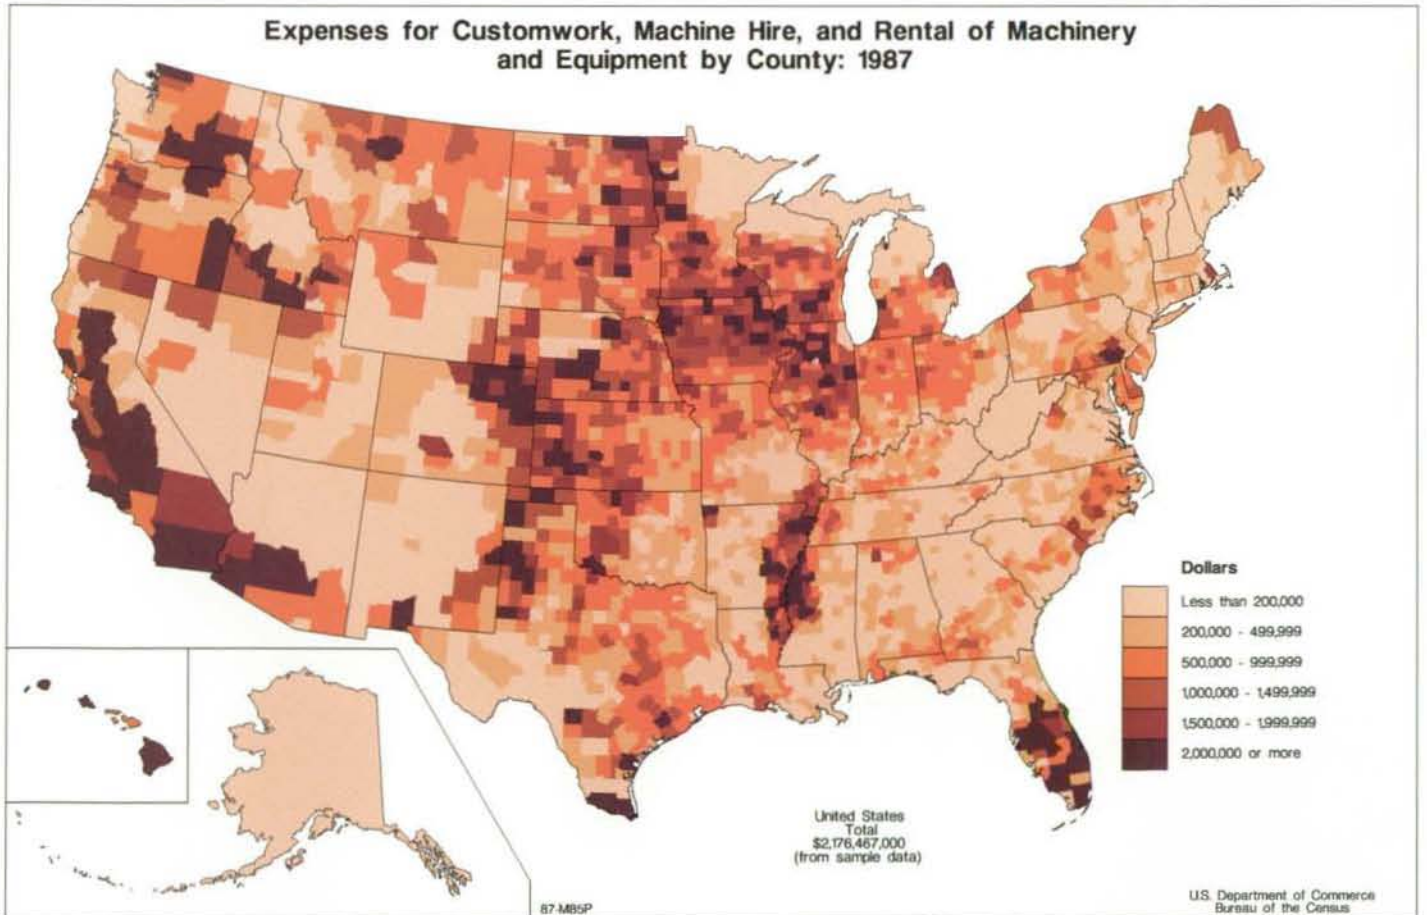 Expenses for Customwork, Machine Hire, and Rental of Machinery
and Equipment by County: 1987
Dollars
Less than 200,000
200,000 - 499,999
500,000 - 999,999
1,000,000 - 1,499,999
1,500,000 - 1,999,999
2,000,000 or more
United States
Total
$2,176,467,000
(from sample data)
87-M85P
U.S. Department of Commerce
Bureau of the Census